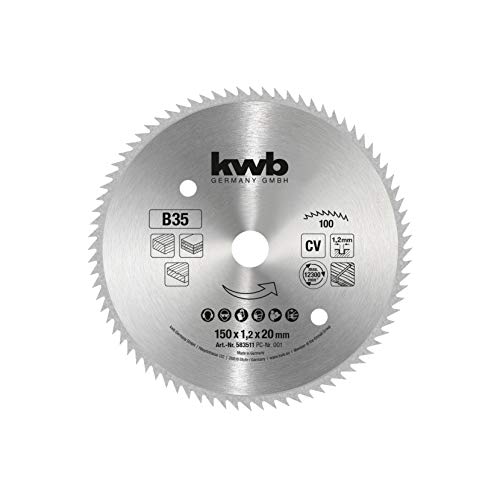 kwb
GERMANY GMBH
B35
100
CV
1,2mm
MAX.
12300
min⁻¹
150 x 1,2 x 20 mm
Art.-Nr. 583511 PC-Nr. 001
Made in Germany